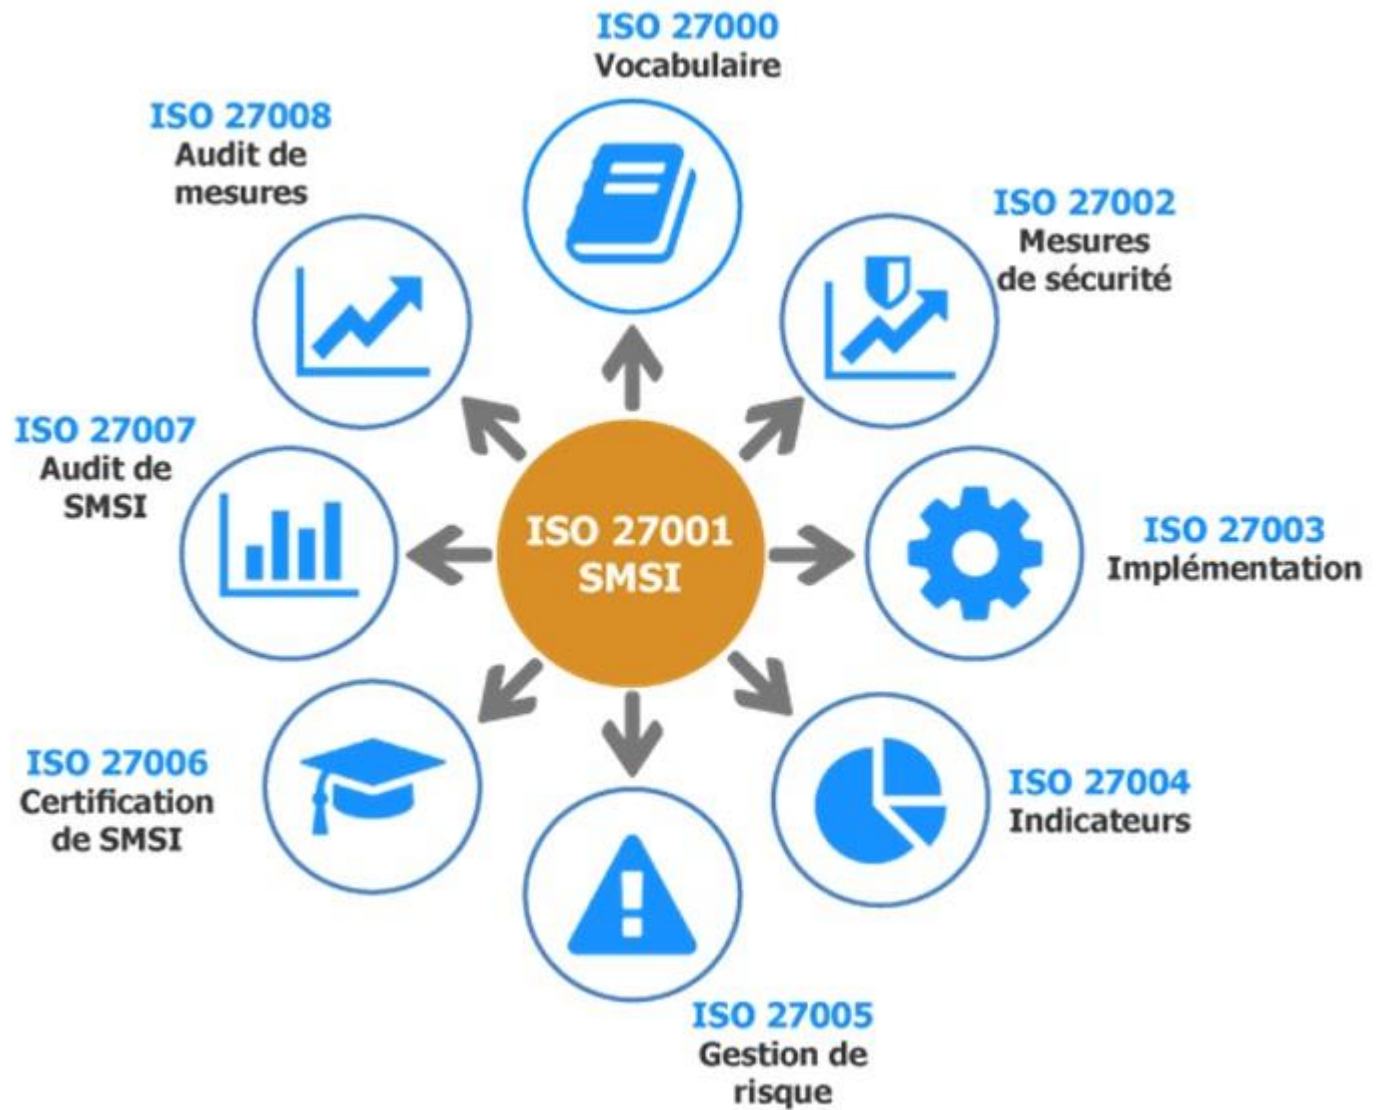 ISO 27000
Vocabulaire
ISO 27008
Audit de
mesures
ISO 27002
Mesures
de sécurité
ISO 27007
Audit de
SMSI
ISO 27001
SMSI
ISO 27003
Implémentation
ISO 27006
Certification
de SMSI
ISO 27004
Indicateurs
ISO 27005
Gestion de
risque